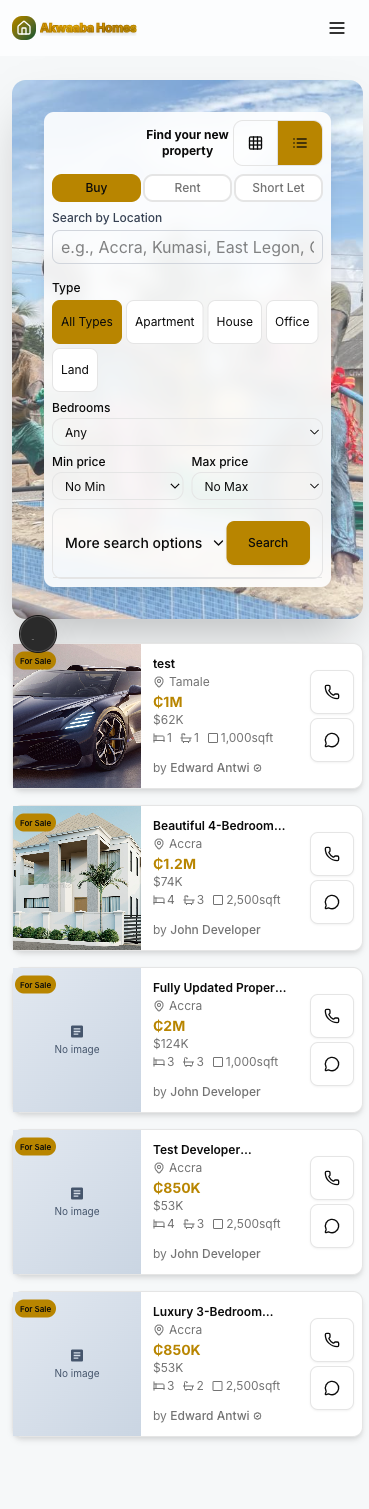 Akwaaba Homes
Find your new
property
Buy
Rent
Short Let
Search by Location
e.g., Accra, Kumasi, East Legon, C
Type
All Types
Apartment
House
Office
Land
Bedrooms
Any
Min price
Max price
No Min
No Max
More search options
Search
For Sale
test
Tamale
₵1M
$62K
1 1 1,000sqft
by Edward Antwi
For Sale
Beautiful 4-Bedroom...
Accra
₵1.2M
$74K
4 3 2,500sqft
by John Developer
For Sale
No image
Fully Updated Proper...
Accra
₵2M
$124K
3 3 1,000sqft
by John Developer
For Sale
No image
Test Developer...
Accra
₵850K
$53K
4 3 2,500sqft
by John Developer
For Sale
No image
Luxury 3-Bedroom...
Accra
₵850K
$53K
3 2 2,500sqft
by Edward Antwi